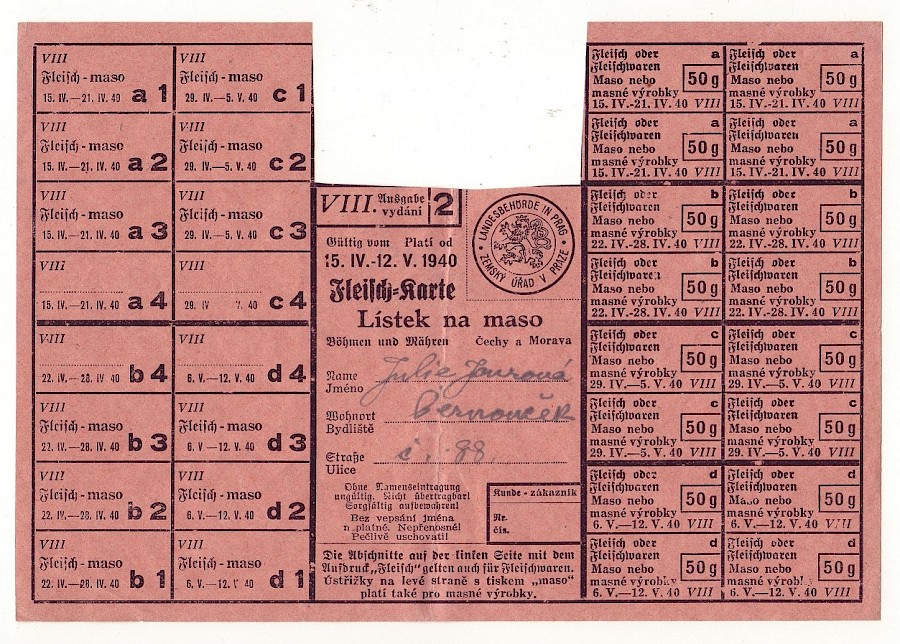 VIII
Fleisch - maso
15. IV.—21. IV. 40 a 1
VIII
Fleisch - maso
29. IV.—5. V. 40 c 1
VIII
Fleisch - maso
15. IV.—21. IV. 40 a 2
VIII
Fleisch - maso
29. IV.—5. V. 40 c 2
VIII
Fleisch - maso
15. IV.—21. IV. 40 a 3
VIII
Fleisch - maso
29. IV.—5. V. 40 c 3
VIII
15. IV.—21. IV. 40 a 4
VIII
29. IV V. 40 c 4
VIII
22. IV.—28. IV 40 b 4
VIII
6. V.—12. V. 40 d 4
VIII
Fleisch - maso
22. IV.—28. IV. 40 b 3
VIII
Fleisch - maso
6. V —12. V. 40 d 3
VIII
Fleisch - maso
22. IV.—28. IV. 40 b 2
VIII
Fleisch - maso
6. V.—12. V. 40 d 2
VIII
Fleisch - maso
22. IV.—28. IV. 40 b 1
VIII
Fleisch - maso
6. V.—12. V 40 d 1
VIII. Ausgabe
vydání 2
LANDESBEHÖRDE IN PRAG
ZEMSKÝ ÚŘAD V PRAZE
Gültig vom Platí od
15. IV.-12. V. 1940
Fleisch-Karte
Lístek na maso
Böhmen und Mähren Čechy a Morava
Name
Jméno Julie
Wohnort
Bydliště
Straße
Ulice č. 88.
Ohne Namenseintragung
ungültig. Nicht übertragbar!
Sorgfältig aufbewahren!
Bez vepsání jména
n platné. Nepřenosné!
Pečlivě uschovati!
Kunde - zákazník
Nr.
čís.
Die Abschnitte auf der linken Seite mit dem
Aufdruck „Fleisch" gelten auch für Fleischwaren.
Ústřižky na levé straně s tiskem „maso"
platí také pro masné výrobky.
Fleisch oder a
Fleischwaren
Maso nebo 50 g
masné výrobky
15. IV.-21. IV. 40 VIII
Fleisch oder a
Fleischwaren
Maso nebo 50 g
masné výrobky
15. IV.-21. IV. 40 VIII
Fleisch oder a
Fleischwaren
Maso nebo 50 g
masné výrobky
15. IV.-21. IV. 40 VIII
Fleisch oder a
Fleischwaren
Maso nebo 50 g
masné výrobky
15. IV.-21. IV. 40 VIII
Fleisch oder b
Fleischwaren
Maso nebo 50 g
masné výrobky
22. IV.-28. IV. 40 VIII
Fleisch oder b
Fleischwaren
Maso nebo 50 g
masné výrobky
22. IV.-28. IV. 40 VIII
Fleisch oder b
Fleischwaren
Maso nebo 50 g
masné výrobky
22. IV.-28. IV. 40 VIII
Fleisch oder b
Fleischwaren
Maso nebo 50 g
masné výrobky
22. IV.-28. IV. 40 VIII
Fleisch oder c
Fleischwaren
Maso nebo 50 g
masné výrobky
29. IV.—5. V. 40 VIII
Fleisch oder c
Fleischwaren
Maso nebo 50 g
masné výrobky
29. IV.—5. V. 40 VIII
Fleisch oder c
Fleischwaren
Maso nebo 50 g
masné výrobky
29. IV.—5. V. 40 VIII
Fleisch oder c
Fleischwaren
Maso nebo 50 g
masné výrobky
29. IV.—5. V. 40 VIII
Fleisch oder d
Fleischwaren
Maso nebo 50 g
masné výrobky
6. V.—12. V. 40 VIII
Fleisch oder d
Fleischwaren
Maso nebo 50 g
masné výrobky
6. V.—12. V. 40 VIII
Fleisch oder d
Fleischwaren
Maso nebo 50 g
masné výrobky
6. V.—12. V. 40 VIII
Fleisch oder d
Fleischwaren
Maso nebo 50 g
masné výrobky
6. V.—12. V. 40 VIII